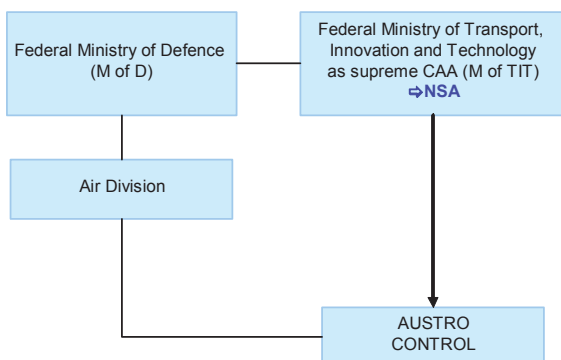 Federal Ministry of Defence
(M of D)
Federal Ministry of Transport,
Innovation and Technology
as supreme CAA (M of TIT)
⇨NSA
Air Division
AUSTRO
CONTROL